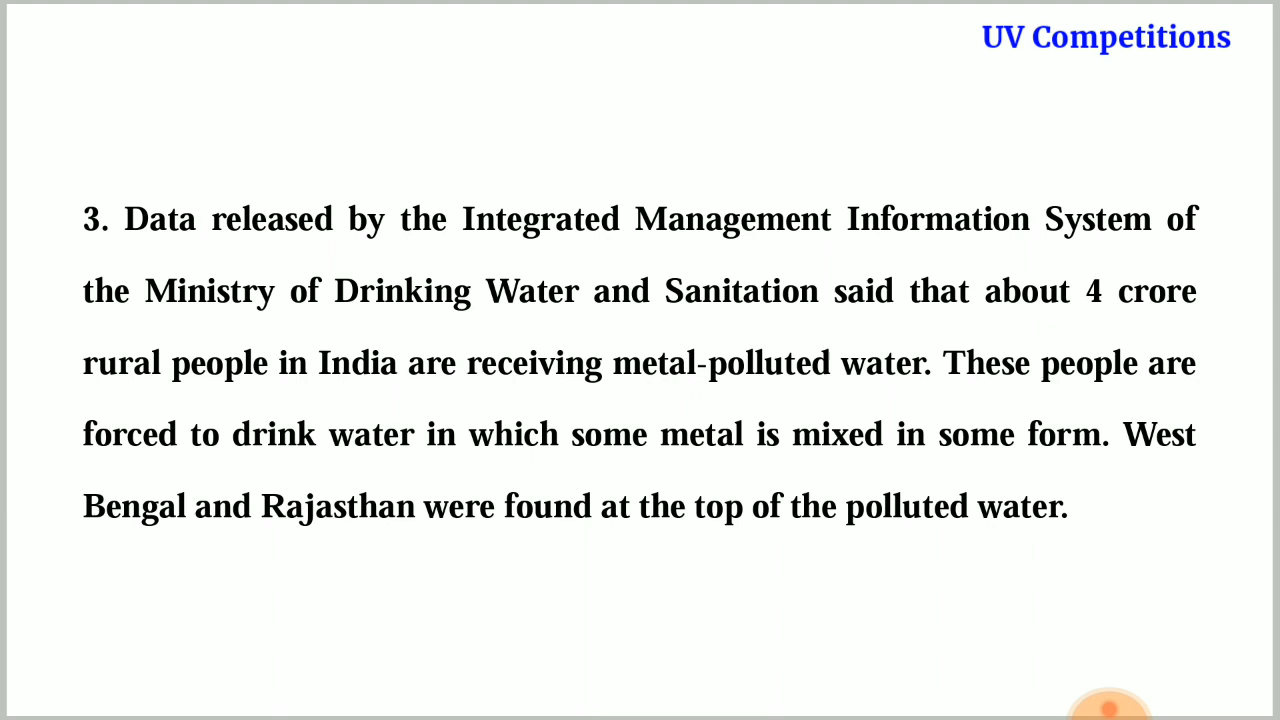 UV Competitions
3. Data released by the Integrated Management Information System of
the Ministry of Drinking Water and Sanitation said that about 4 crore
rural people in India are receiving metal-polluted water. These people are
forced to drink water in which some metal is mixed in some form. West
Bengal and Rajasthan were found at the top of the polluted water.